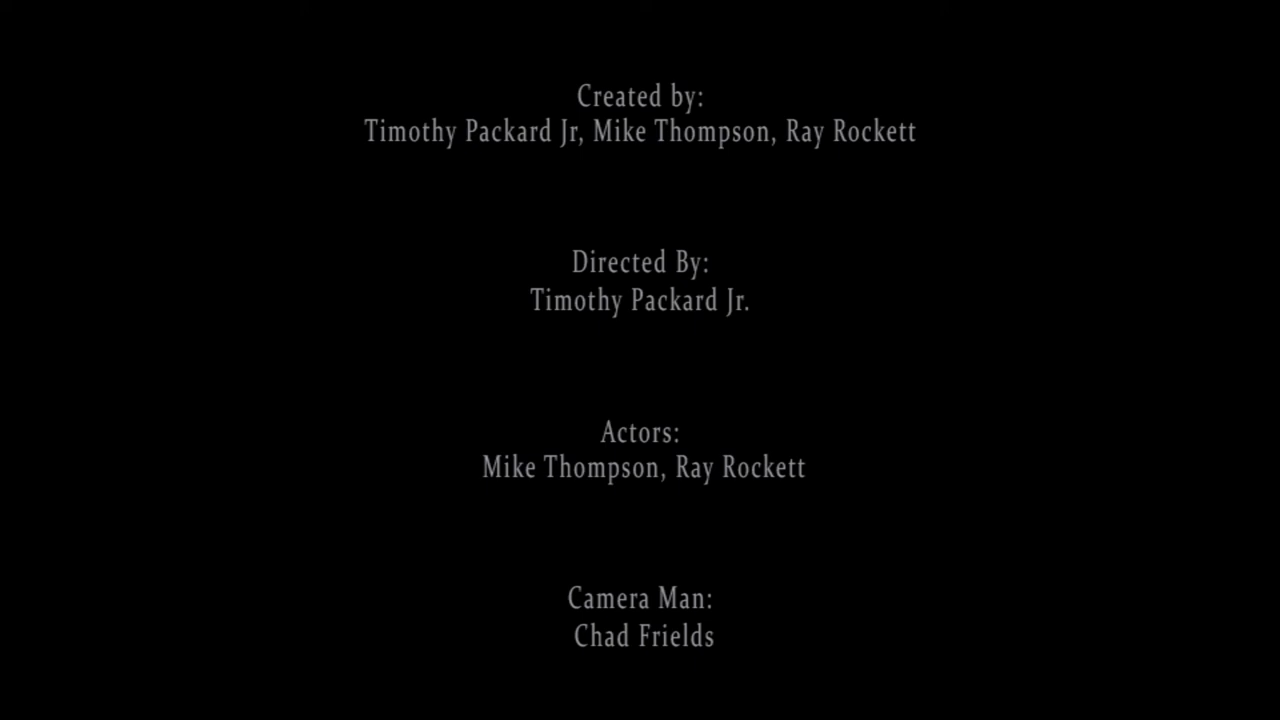 Created by:
Timothy Packard Jr, Mike Thompson, Ray Rockett
Directed By:
Timothy Packard Jr.
Actors:
Mike Thompson, Ray Rockett
Camera Man:
Chad Frields